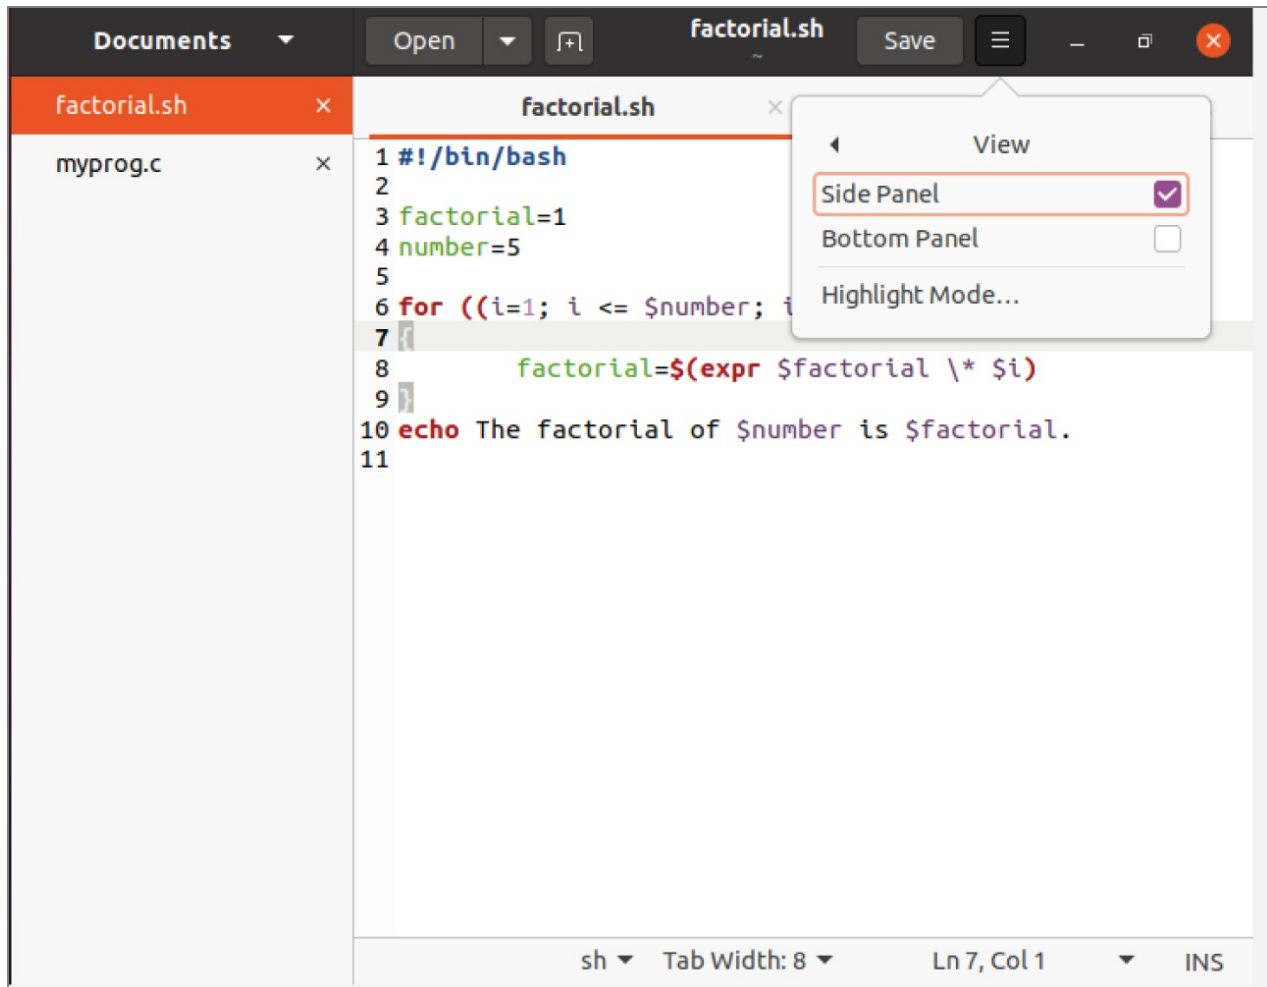 Documents
Open
factorial.sh
~
Save
factorial.sh
myprog.c
factorial.sh
View
Side Panel
Bottom Panel
Highlight Mode...
1 #!/bin/bash
2
3 factorial=1
4 number=5
5
6 for ((i=1; i <= $number; i
7 {
8         factorial=$(expr $factorial \* $i)
9 }
10 echo The factorial of $number is $factorial.
11
sh Tab Width: 8 Ln 7, Col 1 INS